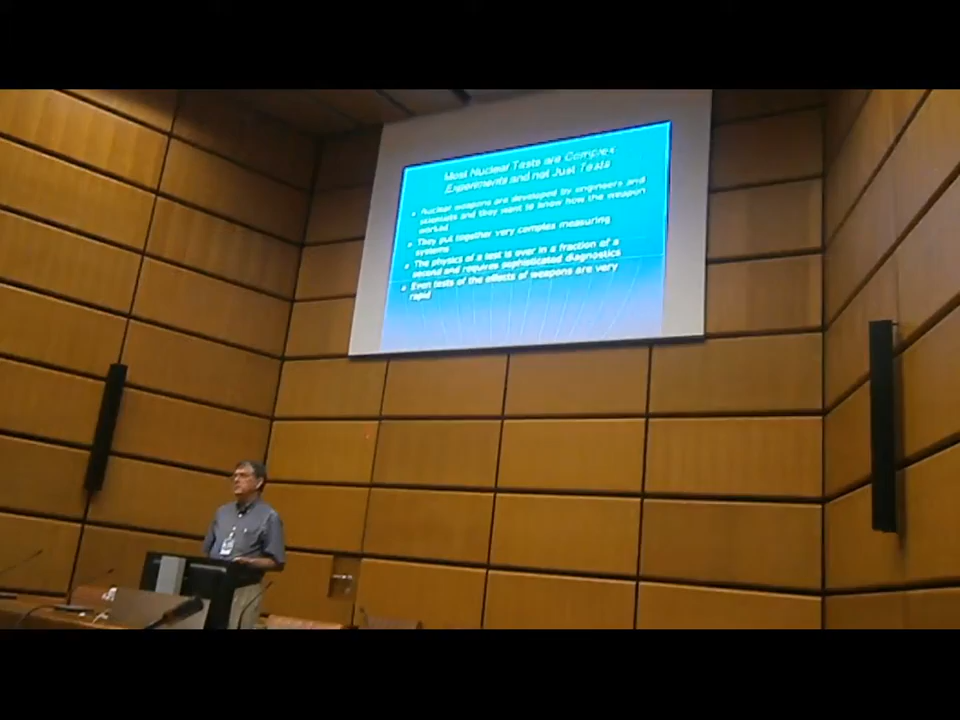 Most Nuclear Tests are Complex
Experiments and not Just Tests
Nuclear weapons are developed by engineers and
scientists and they want to know how the weapon
worked
They put together very complex measuring
systems
The physics of a test is over in a fraction of a
second and requires sophisticated diagnostics
Even tests of the effects of weapons are very
rapid